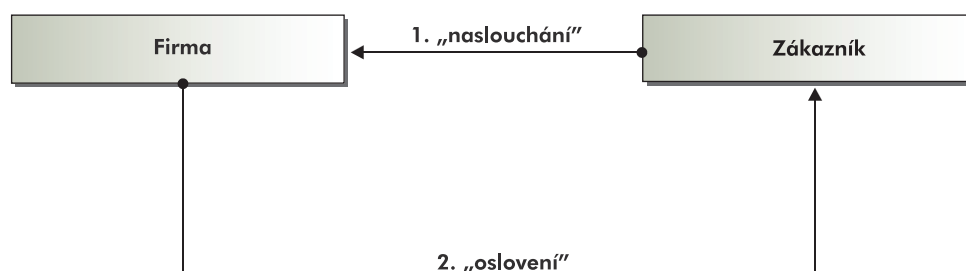 Firma
1. „naslouchání”
Zákazník
2. „oslovení”